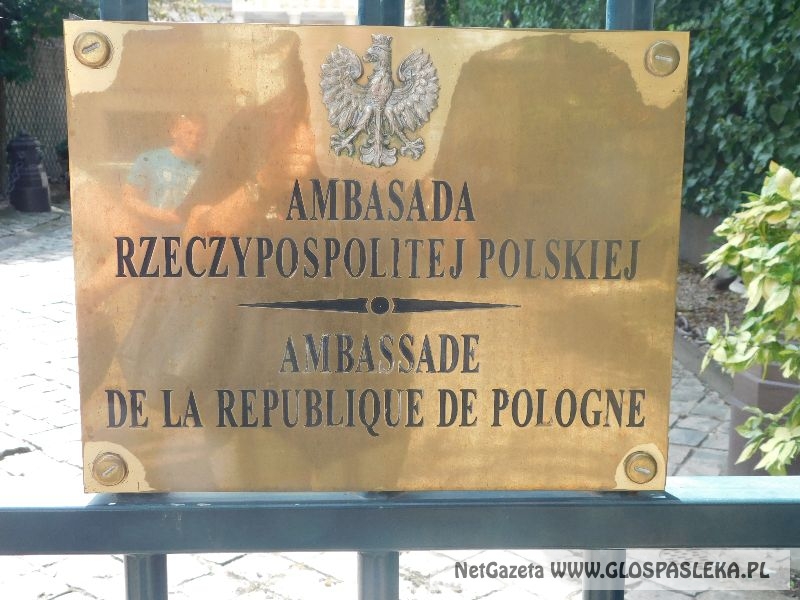 AMBASADA
RZECZYPOSPOLITEJ POLSKIEJ
AMBASSADE
DE LA REPUBLIQUE DE POLOGNE
NetGazeta WWW.GLOSPASLEKA.PL